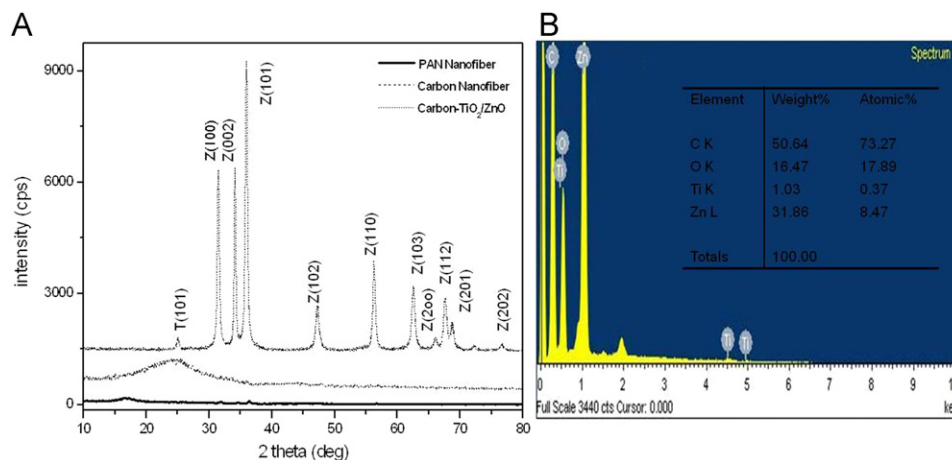 A
B
9000
6000
3000
0
intensity (cps)
10 20 30 40 50 60 70 80
2 theta (deg)
PAN Nanofiber
Carbon Nanofiber
Carbon-TiO2/ZnO
T(101)
Z(100)
Z(002)
Z(101)
Z(102)
Z(110)
Z(103)
Z(2oo)
Z(112)
Z(201)
Z(202)
Spectrum
C
Zn
O
Ti
Ti
Ti
Element Weight% Atomic%
C K 50.64 73.27
O K 16.47 17.89
Ti K 1.03 0.37
Zn L 31.86 8.47
Totals 100.00
0 1 2 3 4 5 6 7 8 9
Full Scale 3440 cts Cursor: 0.000